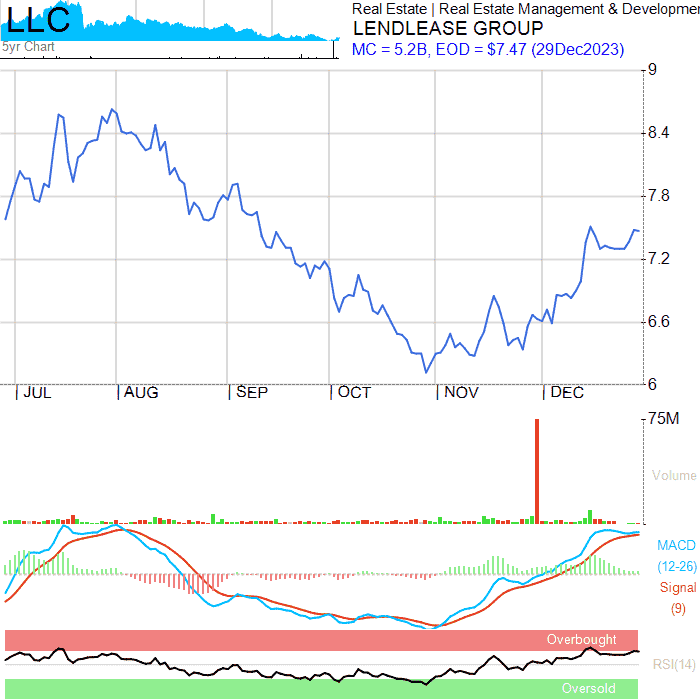 LLC
5yr Chart
Real Estate | Real Estate Management & Developmer
LENDLEASE GROUP
MC = 5.2B, EOD = $7.47 (29Dec2023)
9
8.4
7.8
7.2
6.6
6
JUL AUG SEP OCT NOV DEC
75M
Volume
MACD
(12-26)
Signal
(9)
Overbought
RSI(14)
Oversold